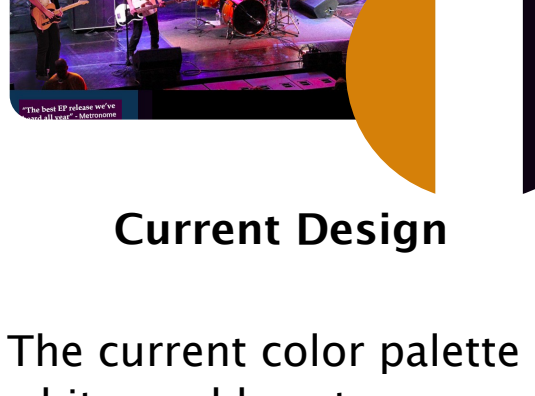 "The best EP release we've
heard all year" - Metronome
Current Design
The current color palette